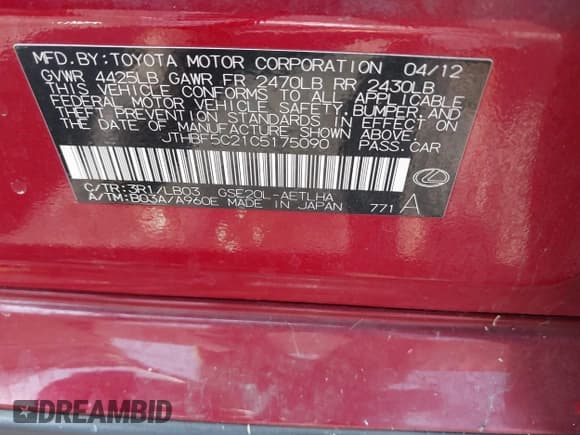 MFD.BY:TOYOTA MOTOR CORPORATION 04/12
GVWR 4425LB GAWR FR 2470LB RR 2430LB
THIS VEHICLE CONFORMS TO ALL APPLICABLE
FEDERAL MOTOR VEHICLE SAFETY,BUMPER,AND
THEFT PREVENTION STANDARDS IN EFFECT ON
THE DATE OF MANUFACTURE SHOWN ABOVE.
JTHBF5C21C5175090 PASS.CAR
C/TR:3R1/LB03 GSE20L-AETLHA
A/TM:B03A/A960E MADE IN JAPAN 771 A
DREAMBID